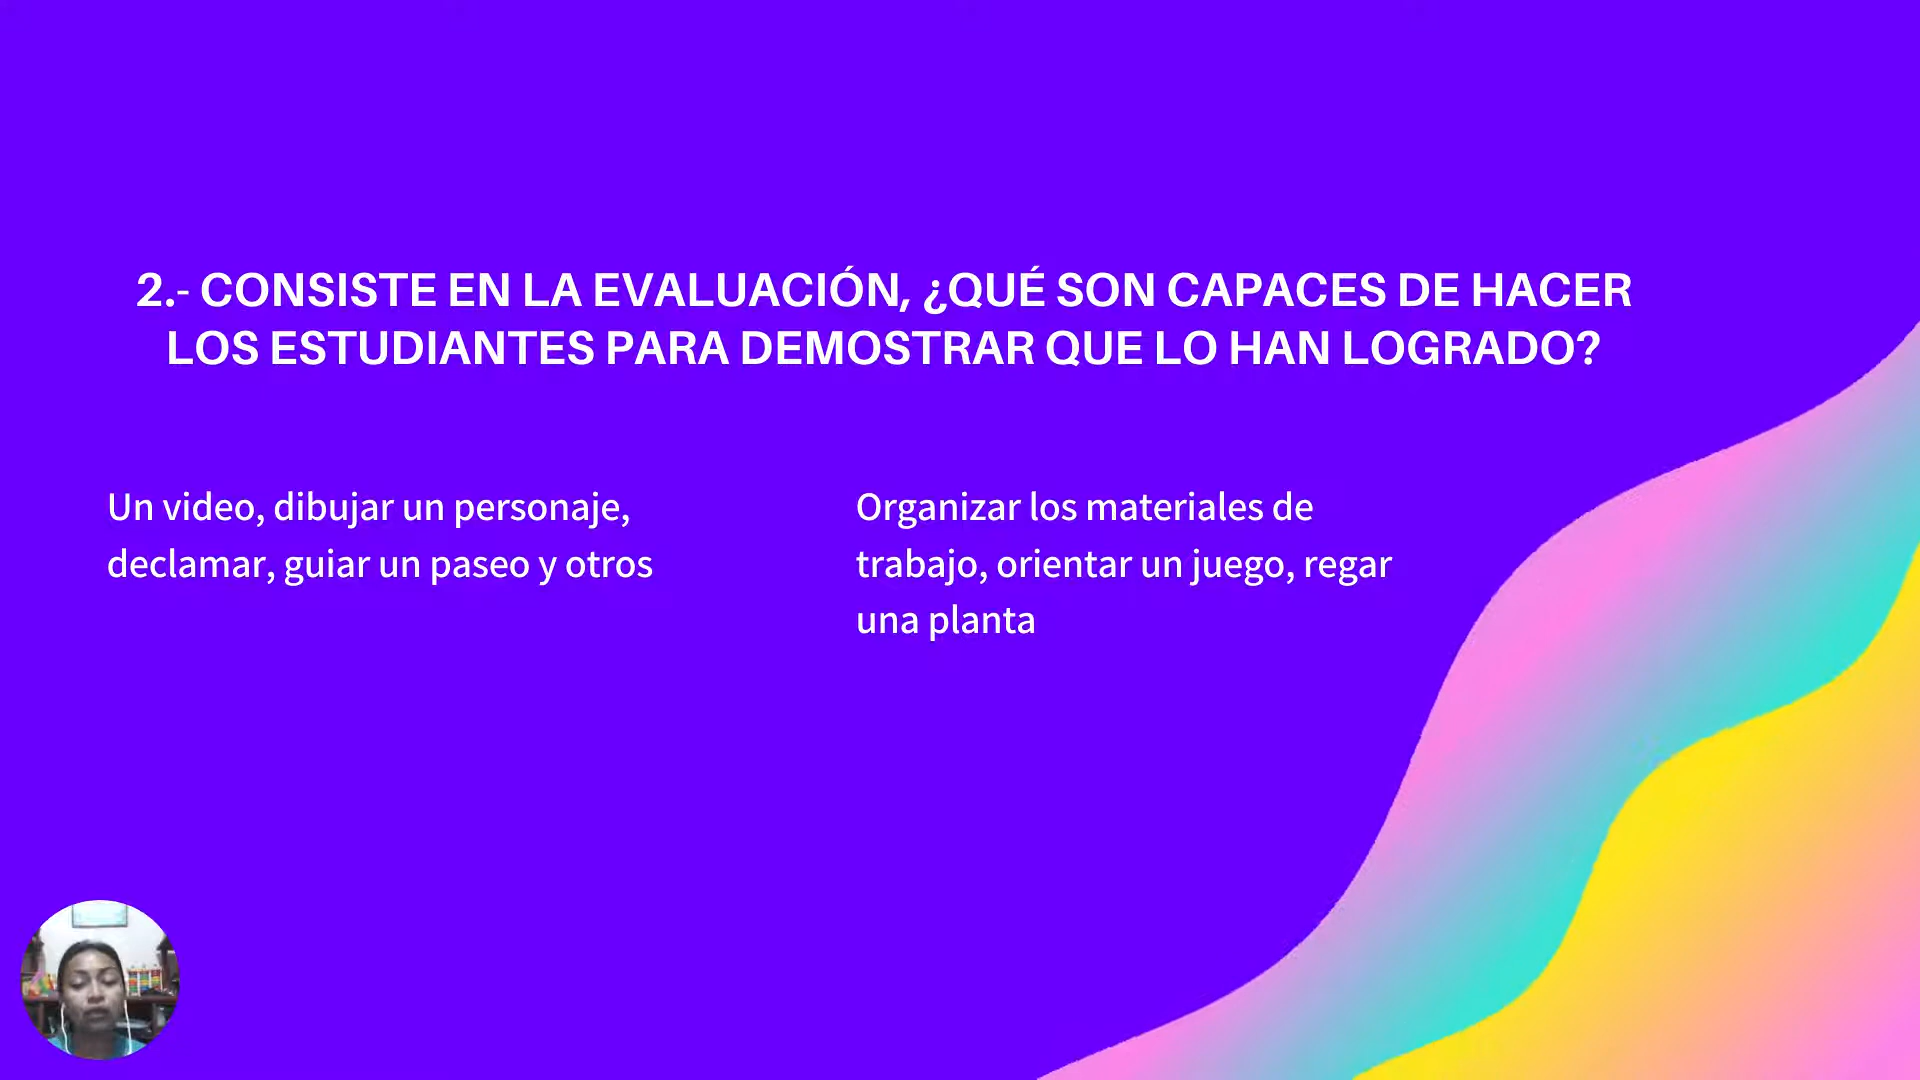 2.- CONSISTE EN LA EVALUACIÓN, ¿QUÉ SON CAPACES DE HACER
LOS ESTUDIANTES PARA DEMOSTRAR QUE LO HAN LOGRADO?
Un video, dibujar un personaje,
declamar, guiar un paseo y otros
Organizar los materiales de
trabajo, orientar un juego, regar
una planta